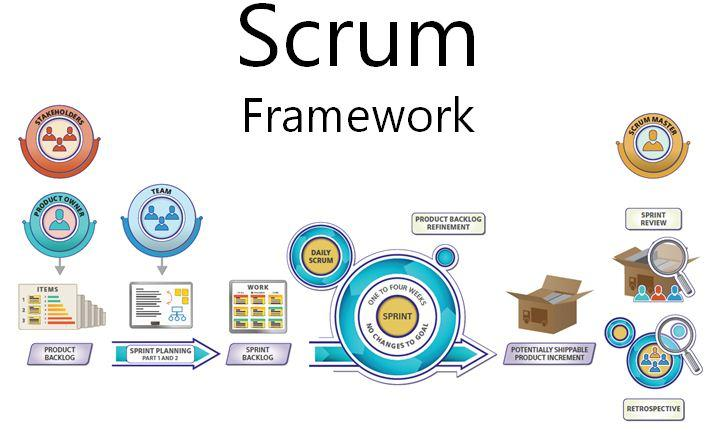 Scrum
Framework
STAKEHOLDERS
SCRUM MASTER
PRODUCT OWNER
TEAM
PRODUCT BACKLOG
REFINEMENT
SPRINT
REVIEW
DAILY
SCRUM
ITEMS
1
2
3
WORK
ONE TO FOUR WEEKS
SPRINT
NO CHANGES TO GOAL
PRODUCT
BACKLOG
SPRINT PLANNING
PART 1 AND 2
SPRINT
BACKLOG
POTENTIALLY SHIPPABLE
PRODUCT INCREMENT
RETROSPECTIVE